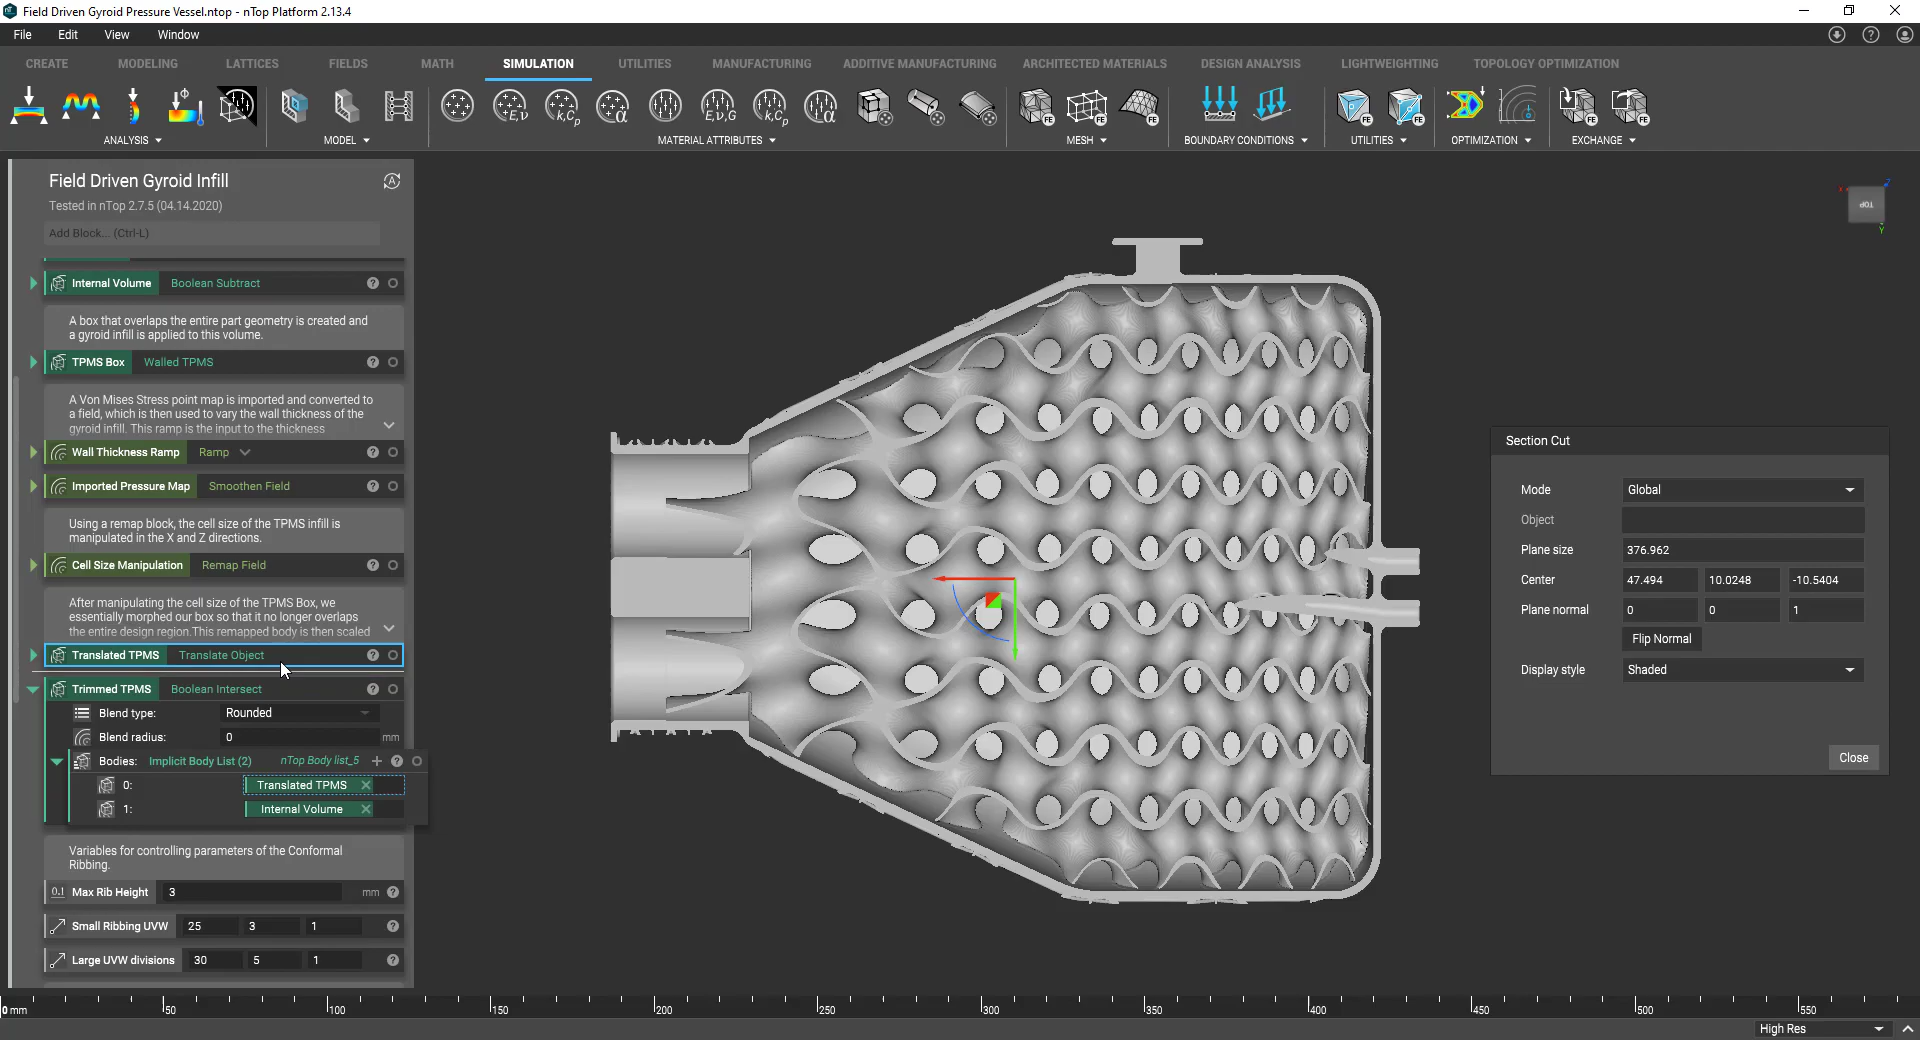 Field Driven Gyroid Pressure Vessel.ntop - nTop Platform 2.13.4
File Edit View Window
CREATE MODELING LATTICES FIELDS MATH SIMULATION UTILITIES MANUFACTURING ADDITIVE MANUFACTURING ARCHITECTED MATERIALS DESIGN ANALYSIS LIGHTWEIGHTING TOPOLOGY OPTIMIZATION
ANALYSIS MODEL MATERIAL ATTRIBUTES MESH BOUNDARY CONDITIONS UTILITIES OPTIMIZATION EXCHANGE
Field Driven Gyroid Infill
Tested in nTop 2.7.5 (04.14.2020)
Add Block... (Ctrl-L)
Internal Volume Boolean Subtract
A box that overlaps the entire part geometry is created and
a gyroid infill is applied to this volume.
TPMS Box Walled TPMS
A Von Mises Stress point map is imported and converted to
a field, which is then used to vary the wall thickness of the
gyroid infill. This ramp is the input to the thickness
Wall Thickness Ramp Ramp
Imported Pressure Map Smoothen Field
Using a remap block, the cell size of the TPMS infill is
manipulated in the X and Z directions.
Cell Size Manipulation Remap Field
After manipulating the cell size of the TPMS Box, we
essentially morphed our box so that it no longer overlaps
the entire design region.This remapped body is then scaled
Translated TPMS Translate Object
Trimmed TPMS Boolean Intersect
Blend type: Rounded
Blend radius: 0 mm
Bodies: Implicit Body List (2) nTop Body list_5
0: Translated TPMS
1: Internal Volume
Variables for controlling parameters of the Conformal
Ribbing.
0.1 Max Rib Height 3 mm
Small Ribbing UVW 25 3 1
Large UVW divisions 30 5 1
TOP
X
Z
Y
Section Cut
Mode Global
Object
Plane size 376.962
Center 47.494 10.0248 -10.5404
Plane normal 0 0 1
Flip Normal
Display style Shaded
Close
0 mm 50 100 150 200 250 300 350 400 450 500 550
High Res